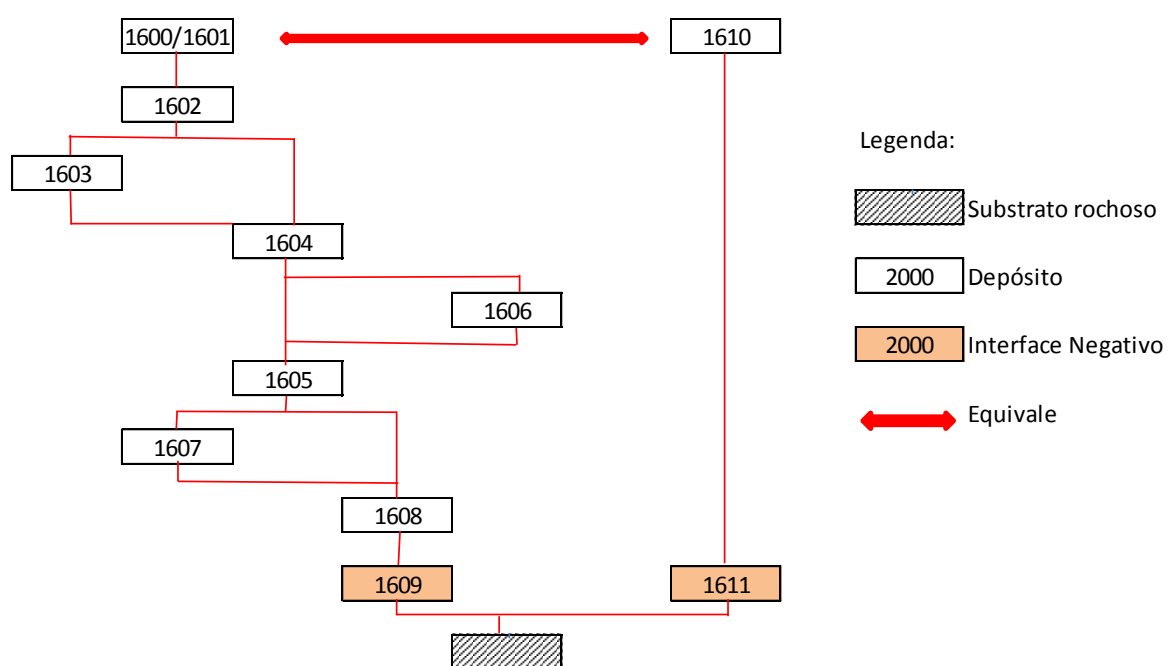 1600/1601
1610
1602
1603
1604
1606
1605
1607
1608
1609
1611
Legenda:
Substrato rochoso
2000 Depósito
2000 Interface Negativo
Equivale